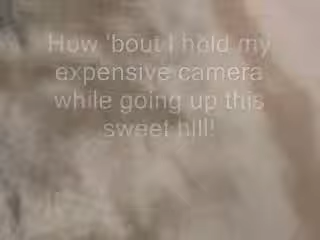 How 'bout I hold my
expensive camera
while going up this
sweet hill!